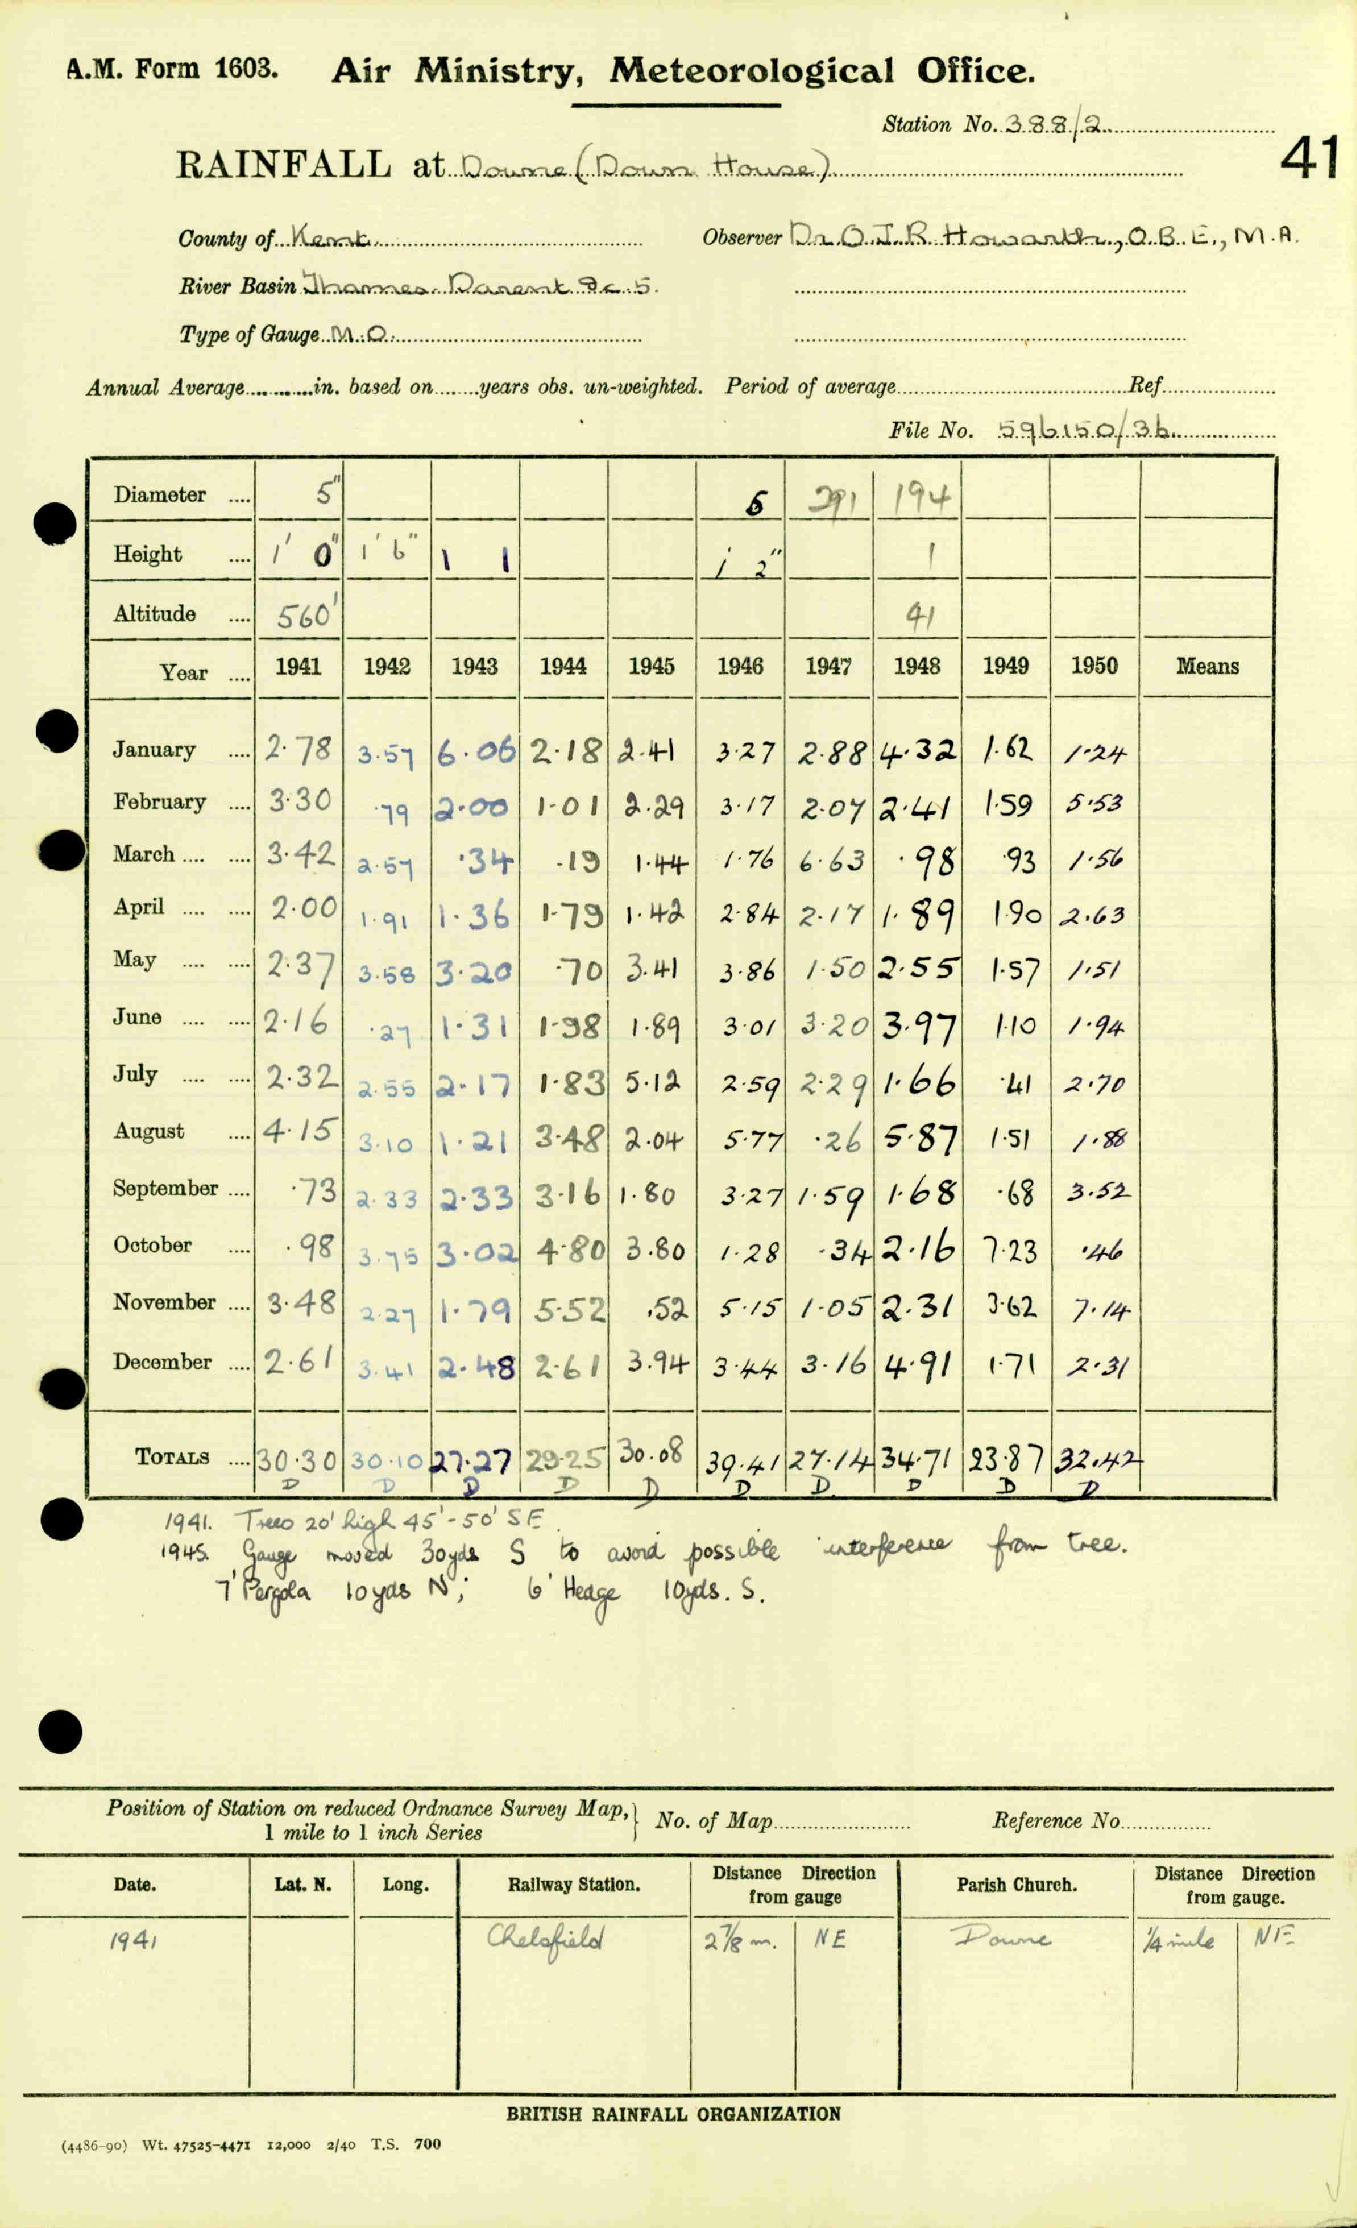 A.M. Form 1603. Air Ministry, Meteorological Office.
Station No. 388/2
41
RAINFALL at Downe (Down House)
County of Kent Observer Dr. O.J.R. Howarth, O.B.E., M.A.
River Basin Thames. Darent &c 5.
Type of Gauge M.O.
Annual Average in. based on years obs. un-weighted. Period of average Ref.
File No. 596150/36
Diameter 5" 5 291 194
Height 1' 0" 1' 6" 1 1 1 2" 1
Altitude 560' 41
Year 1941 1942 1943 1944 1945 1946 1947 1948 1949 1950 Means
January 2.78 3.57 6.06 2.18 2.41 3.27 2.88 4.32 1.62 1.24
February 3.30 .79 2.00 1.01 2.29 3.17 2.07 2.41 1.59 5.53
March 3.42 2.57 .34 .19 1.44 1.76 6.63 .98 .93 1.56
April 2.00 1.91 1.36 1.79 1.42 2.84 2.17 1.89 1.90 2.63
May 2.37 3.58 3.20 .70 3.41 3.86 1.50 2.55 1.57 1.51
June 2.16 .27 1.31 1.98 1.89 3.01 3.20 3.97 1.10 1.94
July 2.32 2.55 2.17 1.83 5.12 2.59 2.29 1.66 .41 2.70
August 4.15 3.10 1.21 3.48 2.04 5.77 .26 5.87 1.51 1.88
September .73 2.33 2.33 3.16 1.80 3.27 1.59 1.68 .68 3.52
October .98 3.75 3.02 4.80 3.80 1.28 .34 2.16 7.23 .46
November 3.48 2.27 1.79 5.52 .52 5.15 1.05 2.31 3.62 7.14
December 2.61 3.41 2.48 2.61 3.94 3.44 3.16 4.91 1.71 2.31
TOTALS 30.30 30.10 27.27 29.25 30.08 39.41 27.14 34.71 23.87 32.42
D D D D D D D D D D
1941. Trees 20' high 45'-50' SE.
1945. Gauge moved 30yds S to avoid possible interference from tree.
7' Pergola 10yds N; 6' Hedge 10yds. S.
Position of Station on reduced Ordnance Survey Map, 1 mile to 1 inch Series No. of Map Reference No.
Date. Lat. N. Long. Railway Station. Distance Direction from gauge Parish Church. Distance Direction from gauge.
1941 Chelsfield 2 7/8 m. NE Downe 1/4 mile NE
BRITISH RAINFALL ORGANIZATION
(4486-90) Wt. 47525-4471 12,000 2/40 T.S. 700